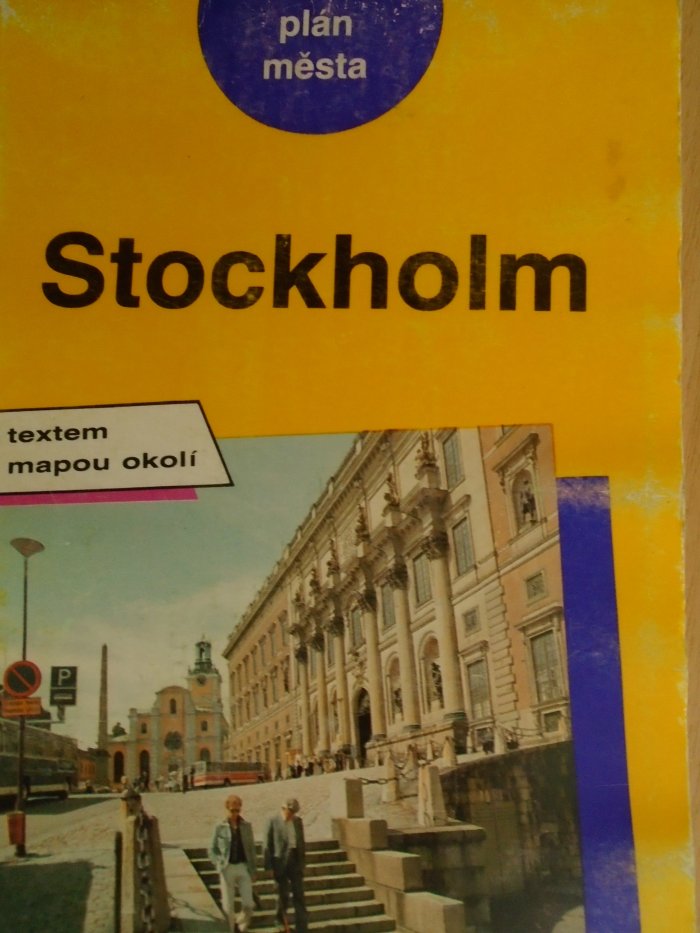 plán
města
Stockholm
textem
mapou okolí
P